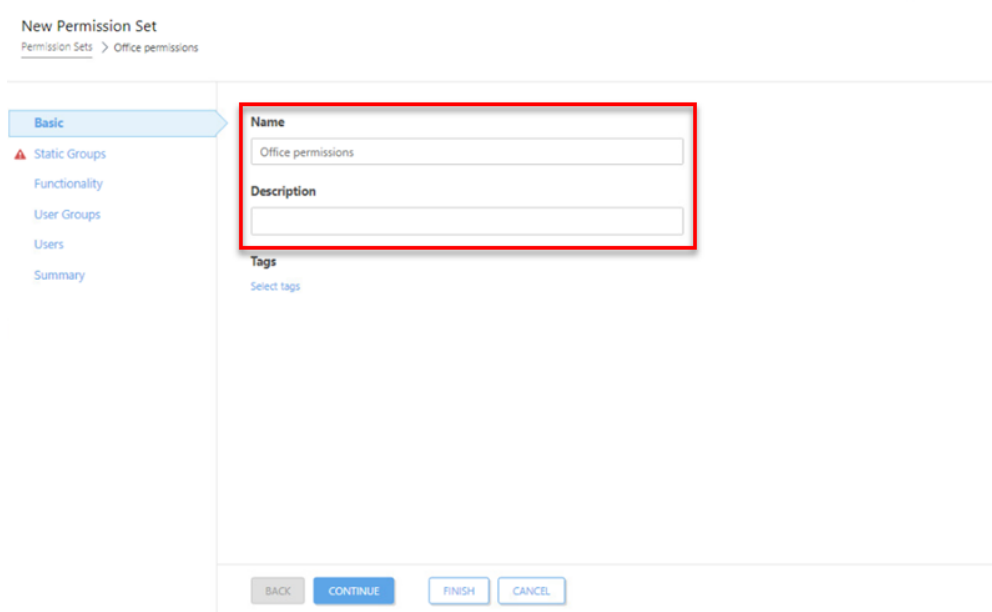 New Permission Set
Permission Sets > Office permissions
Basic
Static Groups
Functionality
User Groups
Users
Summary
Name
Office permissions
Description
Tags
Select tags
BACK CONTINUE FINISH CANCEL